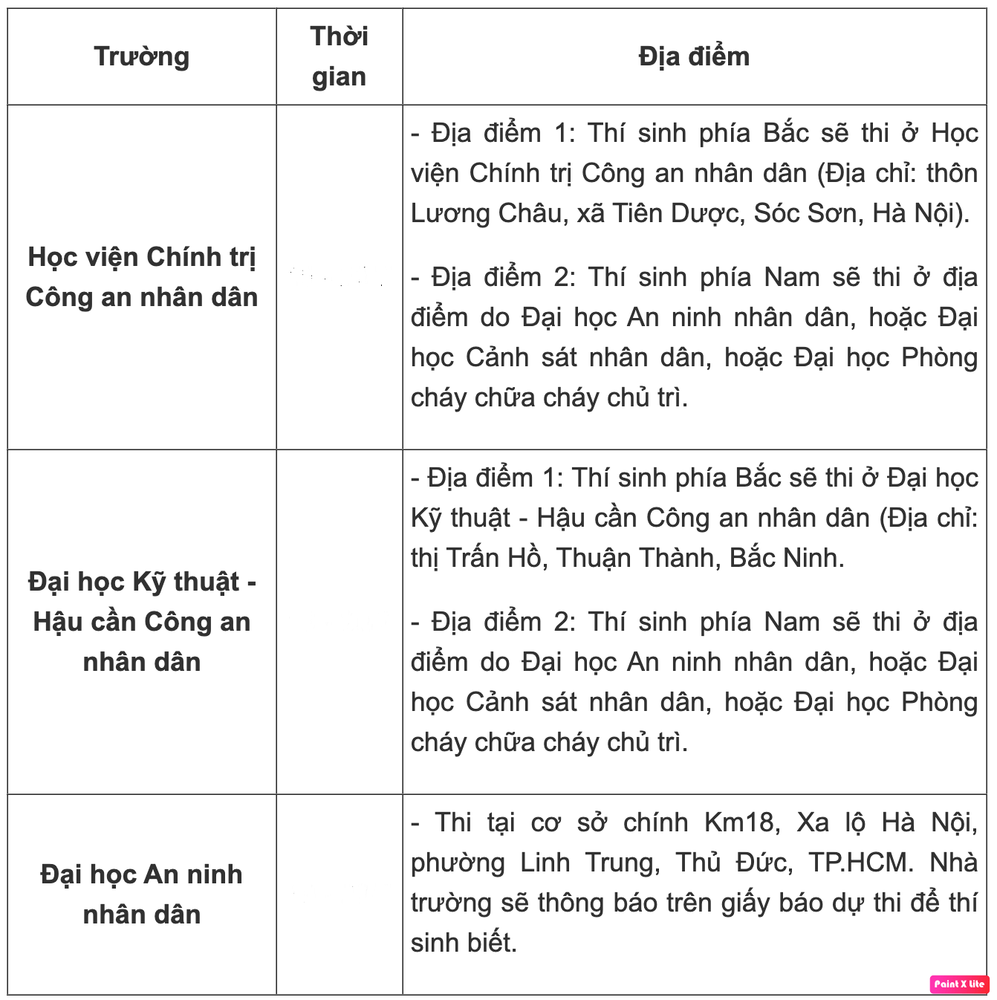 Trường
Thời
gian
Địa điểm
Học viện Chính trị
Công an nhân dân
- Địa điểm 1: Thí sinh phía Bắc sẽ thi ở Học
viện Chính trị Công an nhân dân (Địa chỉ: thôn
Lương Châu, xã Tiên Dược, Sóc Sơn, Hà Nội).
- Địa điểm 2: Thí sinh phía Nam sẽ thi ở địa
điểm do Đại học An ninh nhân dân, hoặc Đại
học Cảnh sát nhân dân, hoặc Đại học Phòng
cháy chữa cháy chủ trì.
Đại học Kỹ thuật -
Hậu cần Công an
nhân dân
- Địa điểm 1: Thí sinh phía Bắc sẽ thi ở Đại học
Kỹ thuật - Hậu cần Công an nhân dân (Địa chỉ:
thị Trấn Hồ, Thuận Thành, Bắc Ninh.
- Địa điểm 2: Thí sinh phía Nam sẽ thi ở địa
điểm do Đại học An ninh nhân dân, hoặc Đại
học Cảnh sát nhân dân, hoặc Đại học Phòng
cháy chữa cháy chủ trì.
Đại học An ninh
nhân dân
- Thi tại cơ sở chính Km18, Xa lộ Hà Nội,
phường Linh Trung, Thủ Đức, TP.HCM. Nhà
trường sẽ thông báo trên giấy báo dự thi để thí
sinh biết.
Paint X Lite